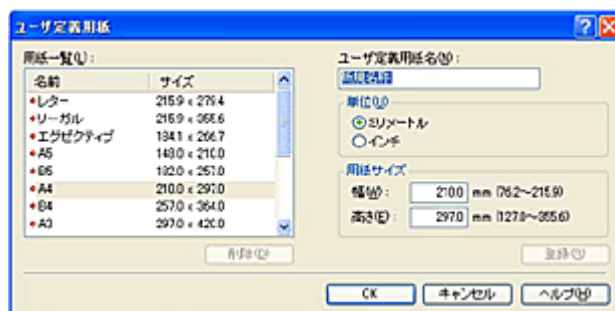 ユーザ定義用紙
用紙一覧(L):
名前 サイズ
レター 215.9 x 279.4
リーガル 215.9 x 355.6
エグゼクティブ 184.1 x 266.7
A5 148.0 x 210.0
B5 182.0 x 257.0
A4 210.0 x 297.0
B4 257.0 x 364.0
A3 297.0 x 420.0
削除(D)
ユーザ定義用紙名(N):
単位(U)
ミリメートル
インチ
用紙サイズ
幅(W): 210.0 mm (76.2~215.9)
高さ(E): 297.0 mm (127.0~355.6)
登録(T)
OK キャンセル ヘルプ(H)